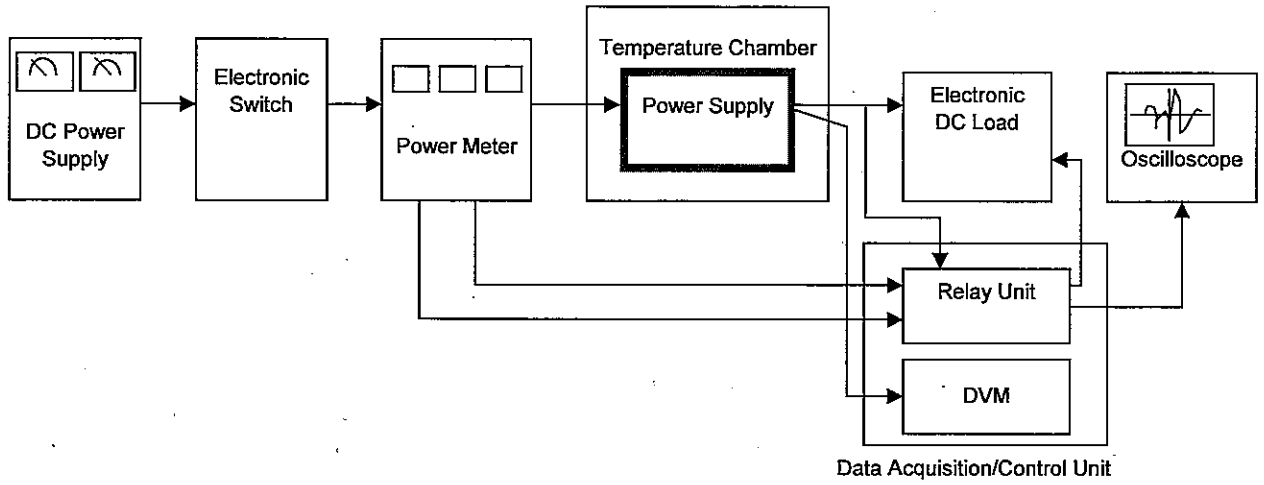 DC Power
Supply
Electronic
Switch
Power Meter
Temperature Chamber
Power Supply
Electronic
DC Load
Oscilloscope
Relay Unit
DVM
Data Acquisition/Control Unit